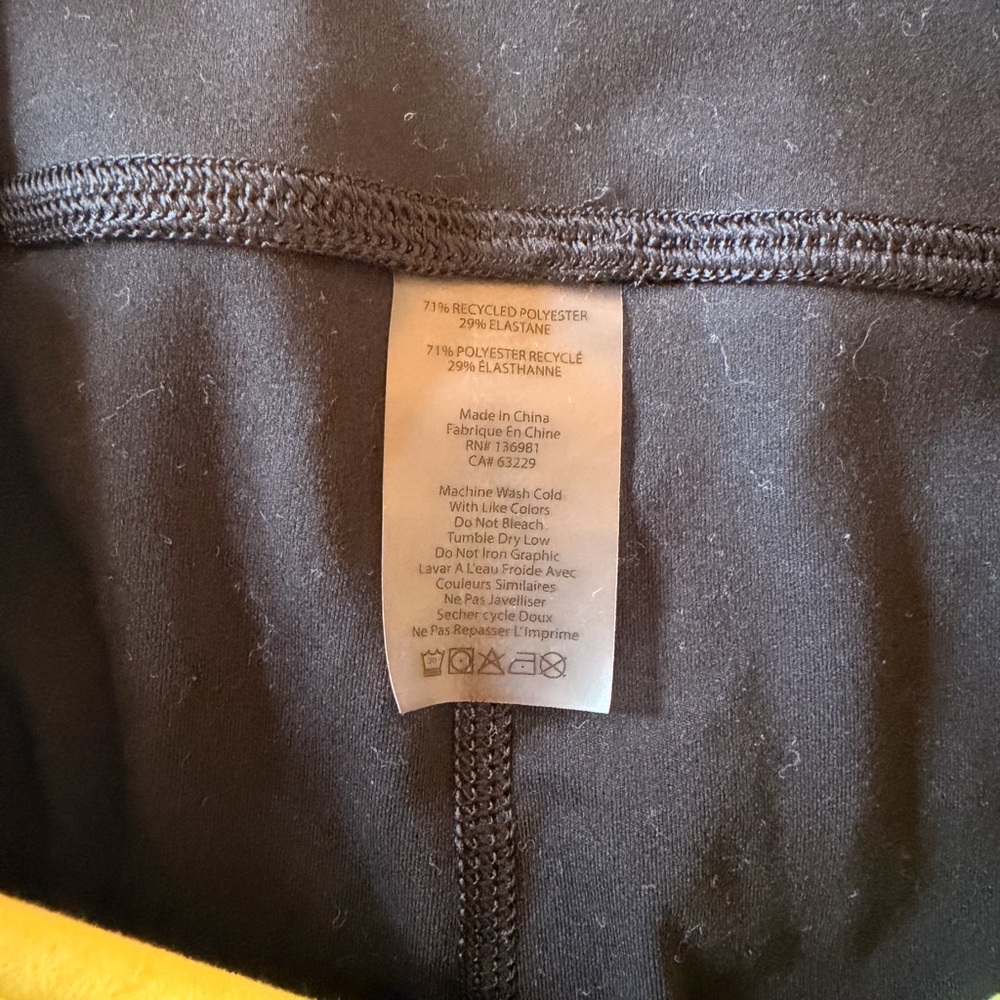 71% RECYCLED POLYESTER
29% ELASTANE
71% POLYESTER RECYCLÉ
29% ÉLASTHANNE
Made In China
Fabrique En Chine
RN# 136981
CA# 63229
Machine Wash Cold
With Like Colors
Do Not Bleach
Tumble Dry Low
Do Not Iron Graphic
Lavar A L'eau Froide Avec
Couleurs Similaires
Ne Pas Javelliser
Secher cycle Doux
Ne Pas Repasser L'Imprime
30